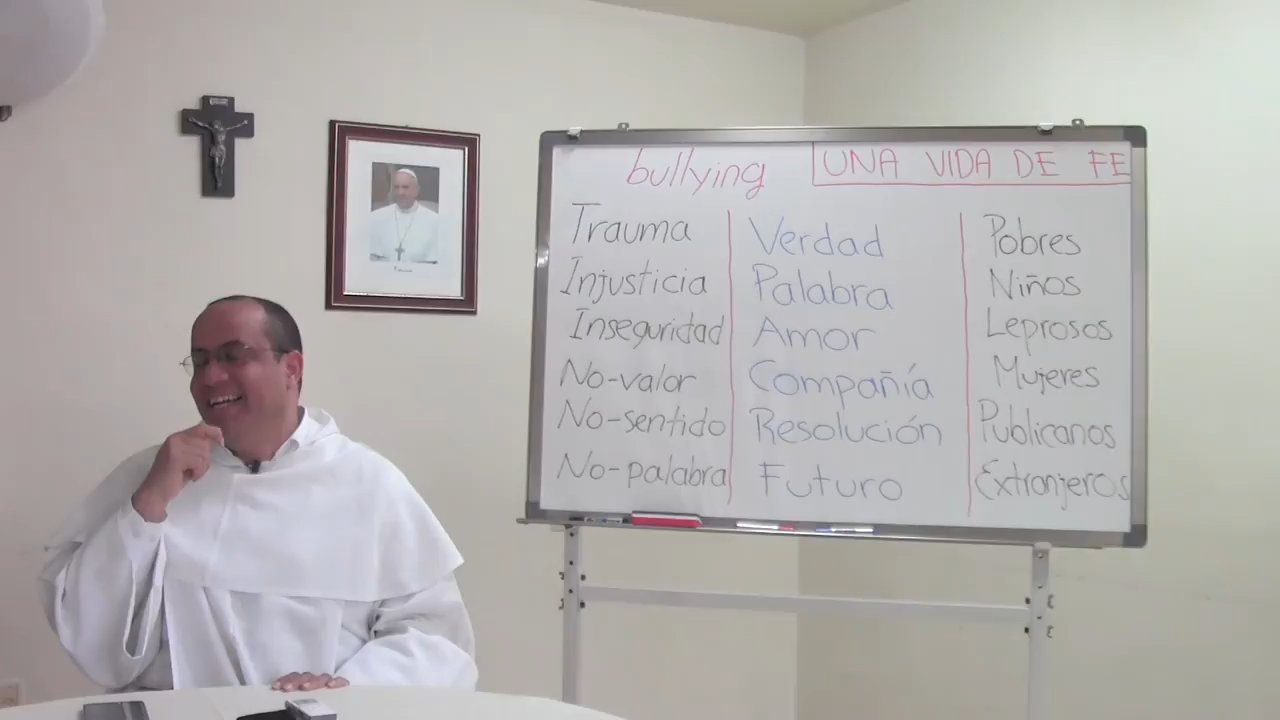 bullying
UNA VIDA DE FE
Trauma
Injusticia
Inseguridad
No-valor
No-sentido
No-palabra
Verdad
Palabra
Amor
Compañía
Resolución
Futuro
Pobres
Niños
Leprosos
Mujeres
Publicanos
Extranjeros